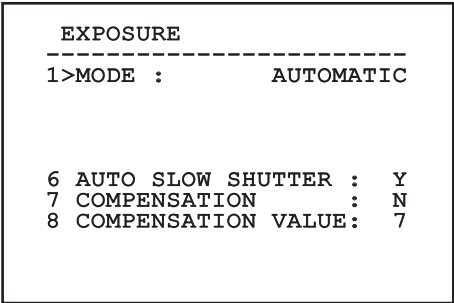 EXPOSURE
------------------------
1>MODE : AUTOMATIC
6 AUTO SLOW SHUTTER : Y
7 COMPENSATION : N
8 COMPENSATION VALUE: 7